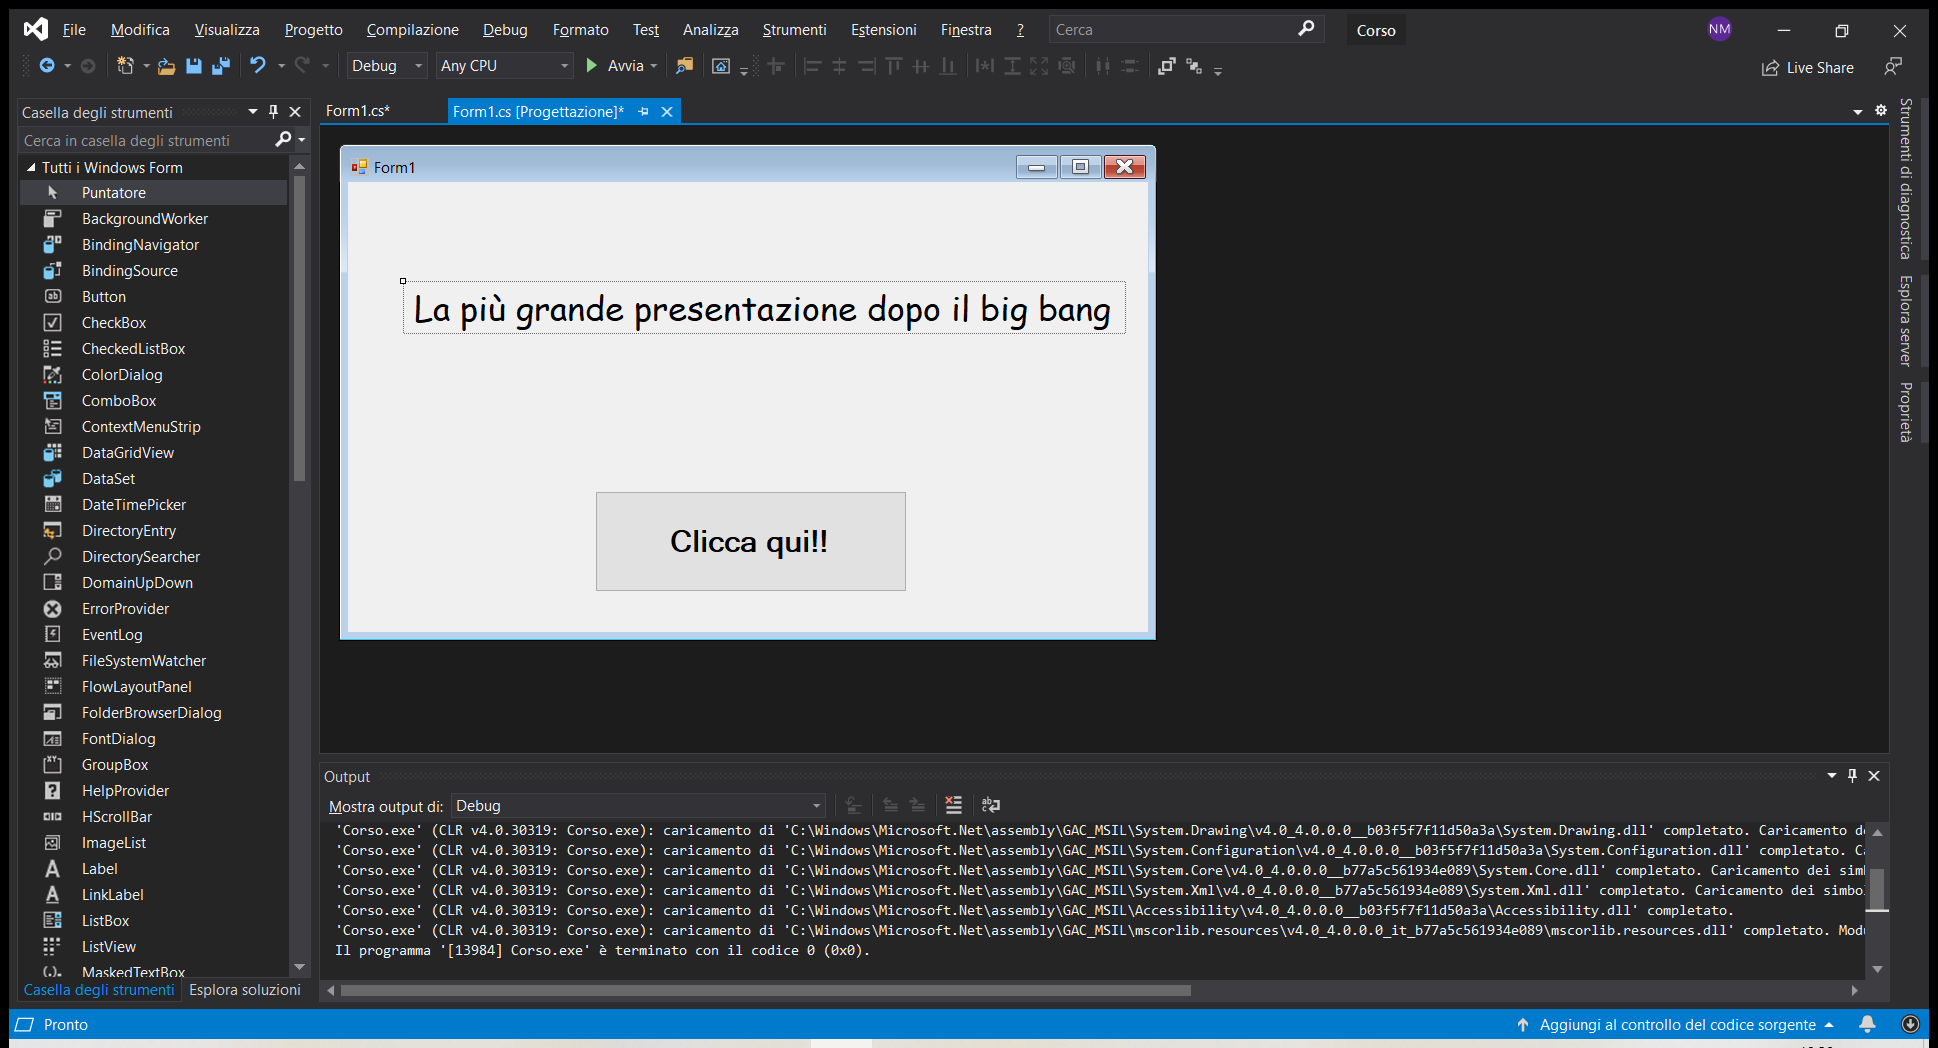 File Modifica Visualizza Progetto Compilazione Debug Formato Test Analizza Strumenti Estensioni Finestra ? Cerca Corso NM
Debug Any CPU Avvia Live Share
Casella degli strumenti
Cerca in casella degli strumenti
Tutti i Windows Form
Puntatore
BackgroundWorker
BindingNavigator
BindingSource
Button
CheckBox
CheckedListBox
ColorDialog
ComboBox
ContextMenuStrip
DataGridView
DataSet
DateTimePicker
DirectoryEntry
DirectorySearcher
DomainUpDown
ErrorProvider
EventLog
FileSystemWatcher
FlowLayoutPanel
FolderBrowserDialog
FontDialog
GroupBox
HelpProvider
HScrollBar
ImageList
Label
LinkLabel
ListBox
ListView
MaskedTextBox
Casella degli strumenti Esplora soluzioni
Form1.cs* Form1.cs [Progettazione]*
Form1
La più grande presentazione dopo il big bang
Clicca qui!!
Strumenti di diagnostica
Esplora server
Proprietà
Output
Mostra output di: Debug
'Corso.exe' (CLR v4.0.30319: Corso.exe): caricamento di 'C:\Windows\Microsoft.Net\assembly\GAC_MSIL\System.Drawing\v4.0_4.0.0.0__b03f5f7f11d50a3a\System.Drawing.dll' completato. Caricamento
'Corso.exe' (CLR v4.0.30319: Corso.exe): caricamento di 'C:\Windows\Microsoft.Net\assembly\GAC_MSIL\System.Configuration\v4.0_4.0.0.0__b03f5f7f11d50a3a\System.Configuration.dll' completato.
'Corso.exe' (CLR v4.0.30319: Corso.exe): caricamento di 'C:\Windows\Microsoft.Net\assembly\GAC_MSIL\System.Core\v4.0_4.0.0.0__b77a5c561934e089\System.Core.dll' completato. Caricamento dei
'Corso.exe' (CLR v4.0.30319: Corso.exe): caricamento di 'C:\Windows\Microsoft.Net\assembly\GAC_MSIL\System.Xml\v4.0_4.0.0.0__b77a5c561934e089\System.Xml.dll' completato. Caricamento dei
'Corso.exe' (CLR v4.0.30319: Corso.exe): caricamento di 'C:\Windows\Microsoft.Net\assembly\GAC_MSIL\Accessibility\v4.0_4.0.0.0__b03f5f7f11d50a3a\Accessibility.dll' completato.
'Corso.exe' (CLR v4.0.30319: Corso.exe): caricamento di 'C:\Windows\Microsoft.Net\assembly\GAC_MSIL\mscorlib.resources\v4.0_4.0.0.0_it_b77a5c561934e089\mscorlib.resources.dll' completato.
Il programma '[13984] Corso.exe' è terminato con il codice 0 (0x0).
Pronto Aggiungi al controllo del codice sorgente